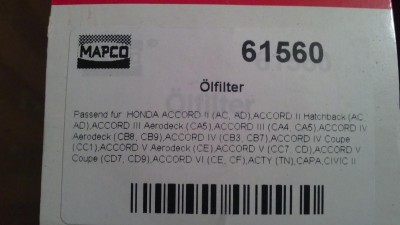 MAPCO
61560
Ölfilter
Passend für HONDA ACCORD II (AC, AD),ACCORD II Hatchback (AC,
AD),ACCORD III Aerodeck (CA5),ACCORD III (CA4, CA5),ACCORD IV
Aerodeck (CB8, CB9),ACCORD IV (CB3, CB7),ACCORD IV Coupe
(CC1),ACCORD V Aerodeck (CE),ACCORD V (CC7, CD),ACCORD V
Coupe (CD7, CD9),ACCORD VI (CE, CF),ACTY (TN),CAPA,CIVIC II